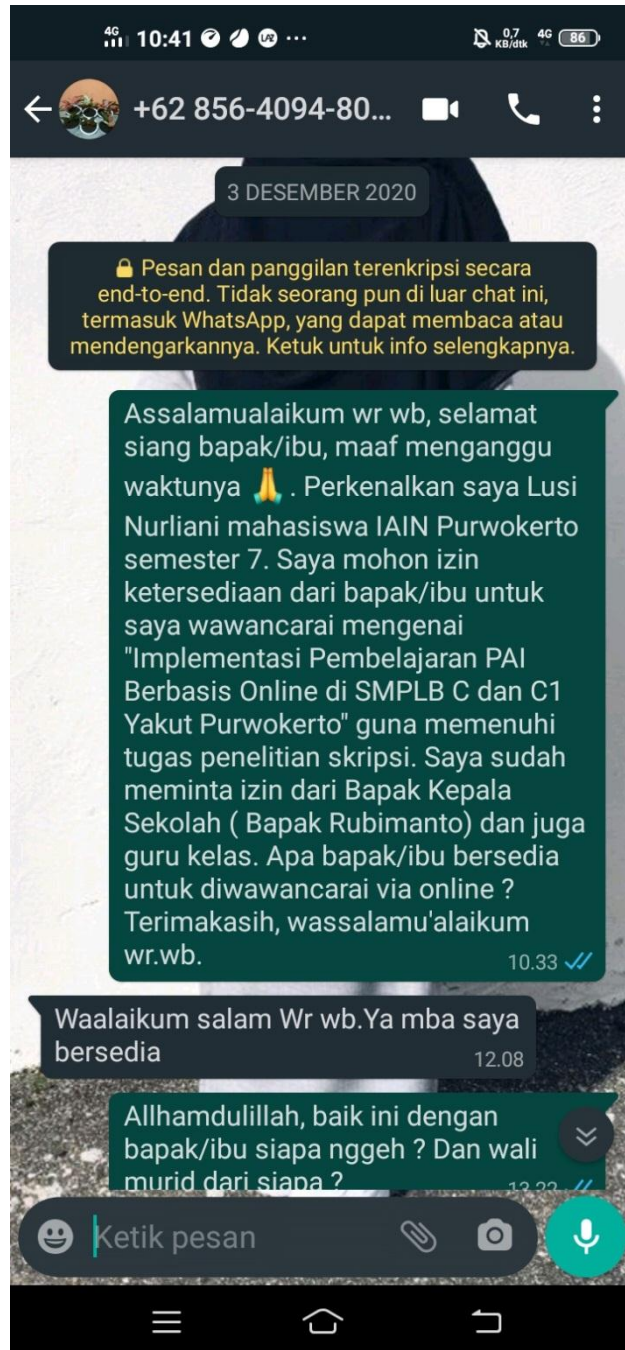 4G 10:41 ...
0,7 KB/dtk 4G 86
+62 856-4094-80...
3 DESEMBER 2020
Pesan dan panggilan terenkripsi secara
end-to-end. Tidak seorang pun di luar chat ini,
termasuk WhatsApp, yang dapat membaca atau
mendengarkannya. Ketuk untuk info selengkapnya.
Assalamualaikum wr wb, selamat
siang bapak/ibu, maaf menganggu
waktunya 🙏 . Perkenalkan saya Lusi
Nurliani mahasiswa IAIN Purwokerto
semester 7. Saya mohon izin
ketersediaan dari bapak/ibu untuk
saya wawancarai mengenai
"Implementasi Pembelajaran PAI
Berbasis Online di SMPLB C dan C1
Yakut Purwokerto" guna memenuhi
tugas penelitian skripsi. Saya sudah
meminta izin dari Bapak Kepala
Sekolah ( Bapak Rubimanto) dan juga
guru kelas. Apa bapak/ibu bersedia
untuk diwawancarai via online ?
Terimakasih, wassalamu'alaikum
wr.wb.
10.33
Waalaikum salam Wr wb.Ya mba saya
bersedia
12.08
Allhamdulillah, baik ini dengan
bapak/ibu siapa nggeh ? Dan wali
murid dari siapa ?
Ketik pesan